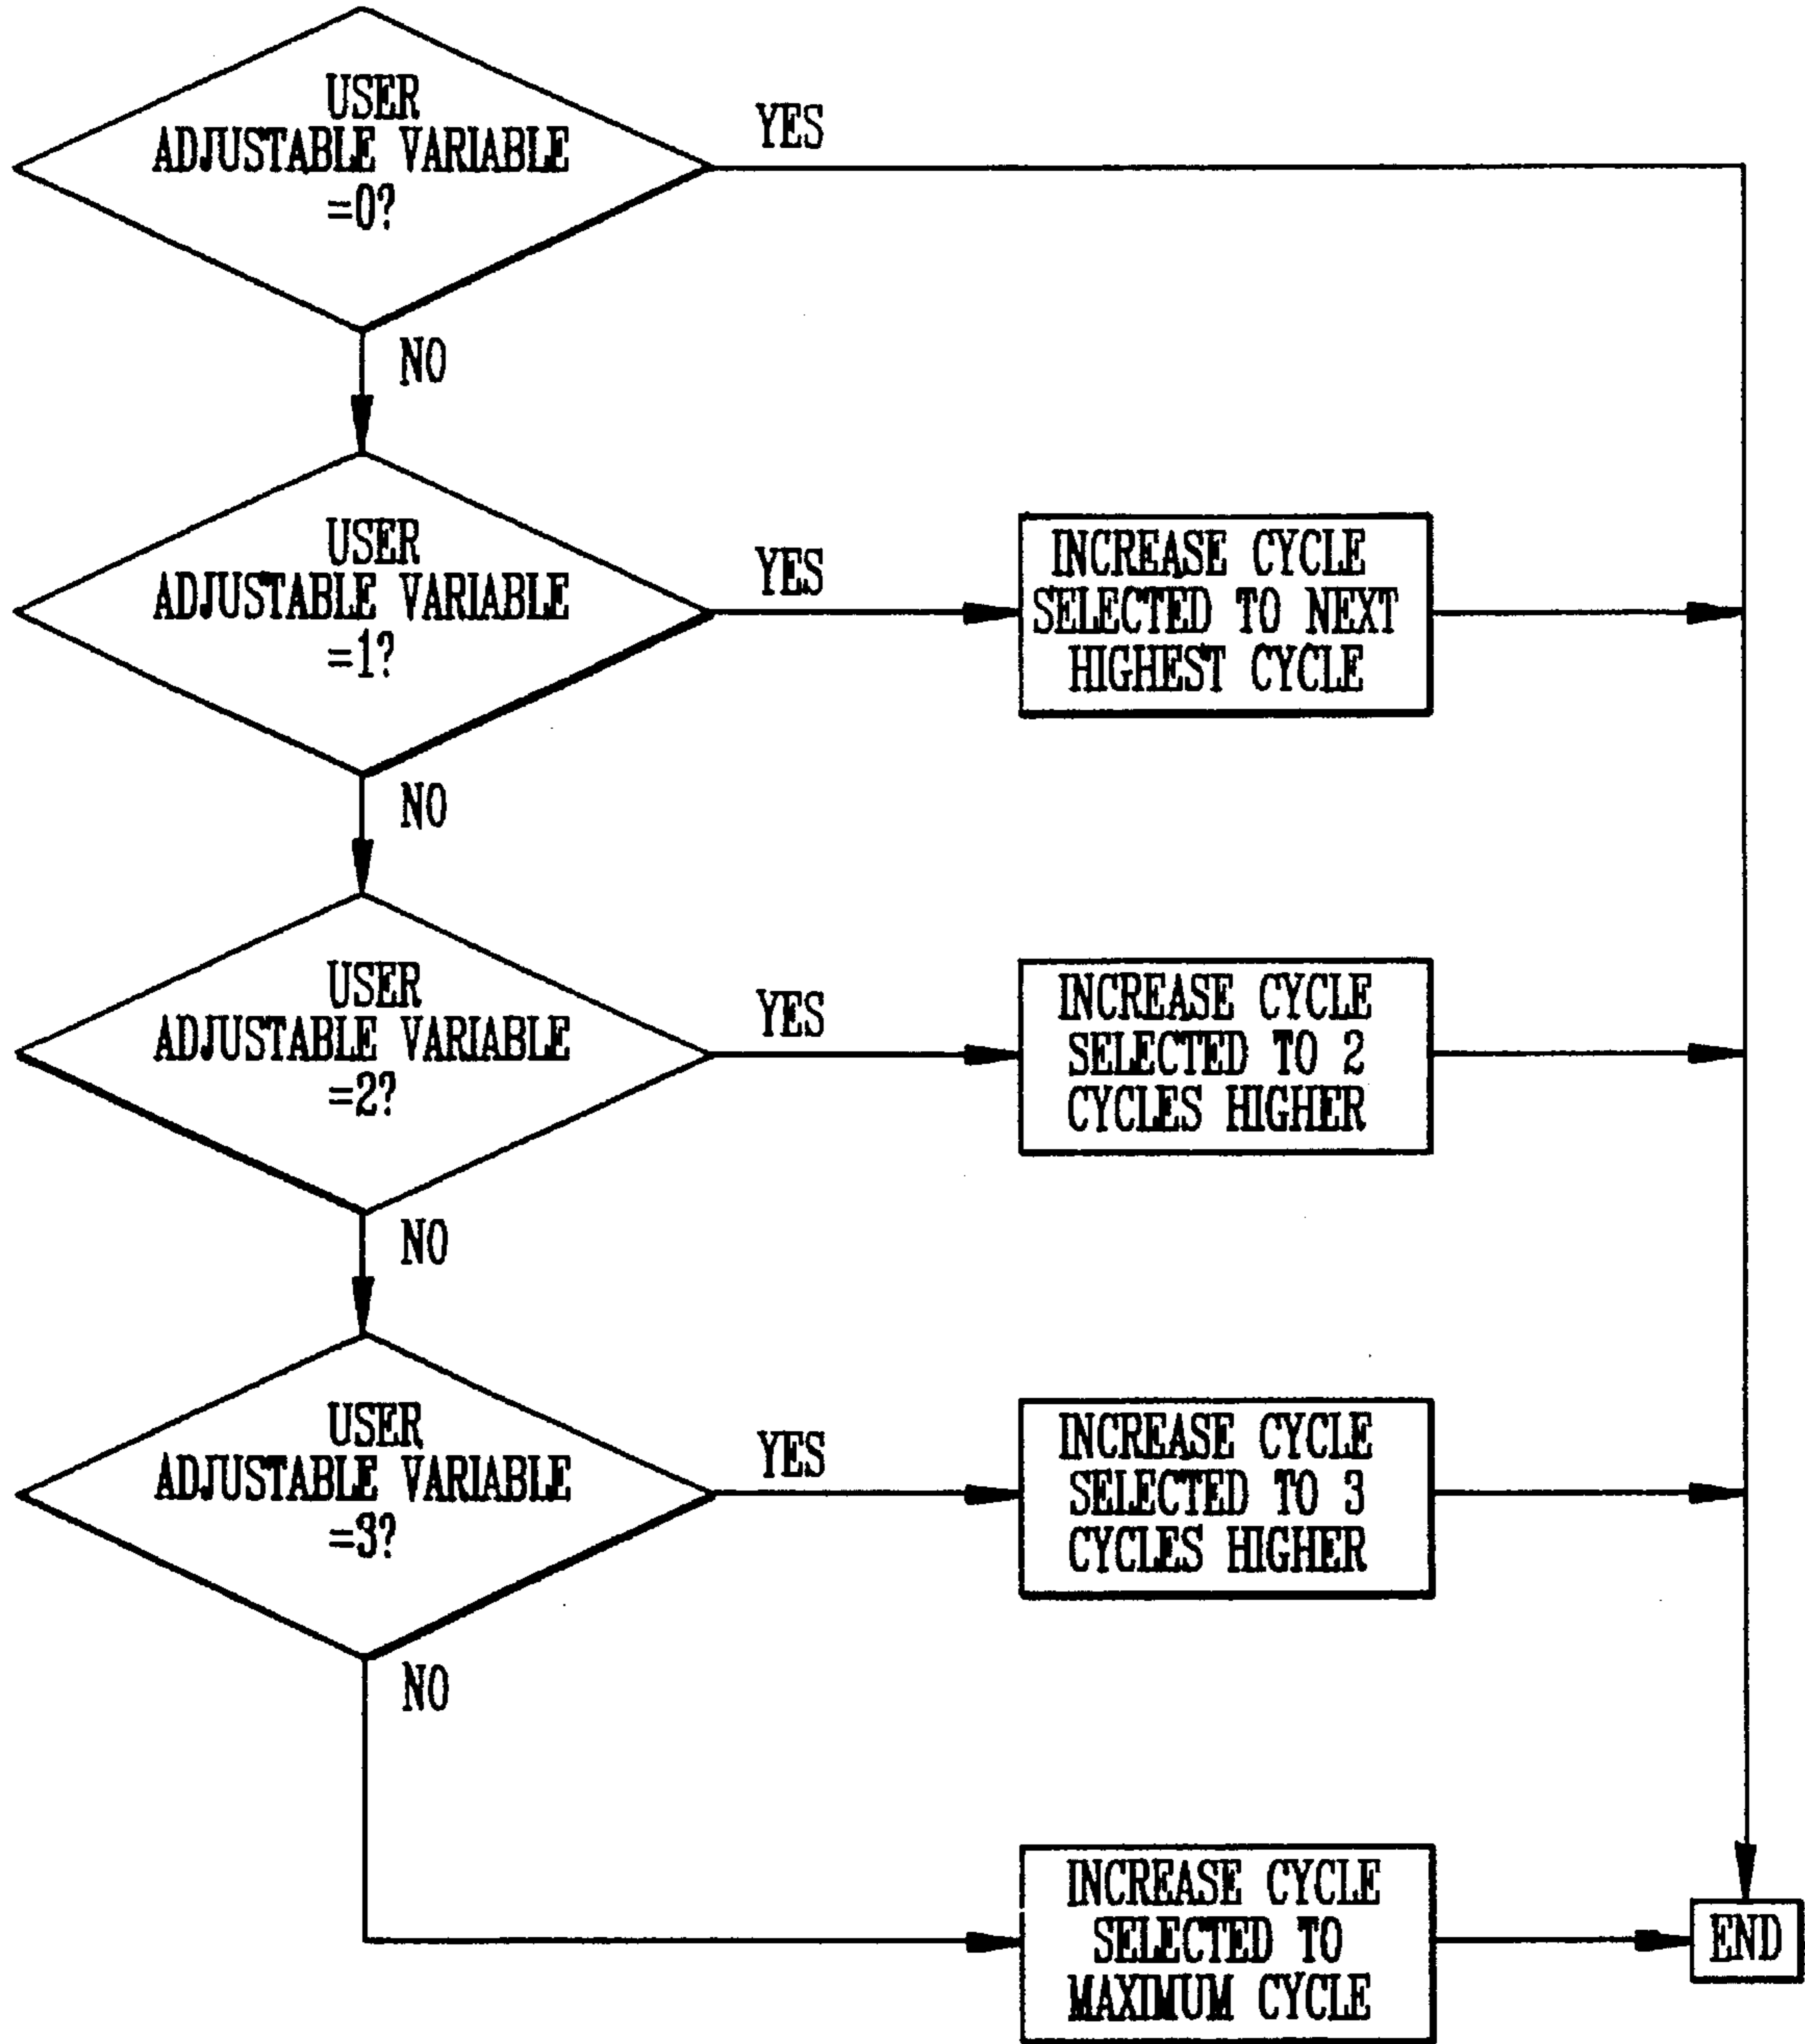 USER
ADJUSTABLE VARIABLE
=0?
YES
NO
USER
ADJUSTABLE VARIABLE
=1?
YES
INCREASE CYCLE
SELECTED TO NEXT
HIGHEST CYCLE
NO
USER
ADJUSTABLE VARIABLE
=2?
YES
INCREASE CYCLE
SELECTED TO 2
CYCLES HIGHER
NO
USER
ADJUSTABLE VARIABLE
=3?
YES
INCREASE CYCLE
SELECTED TO 3
CYCLES HIGHER
NO
INCREASE CYCLE
SELECTED TO
MAXIMUM CYCLE
END